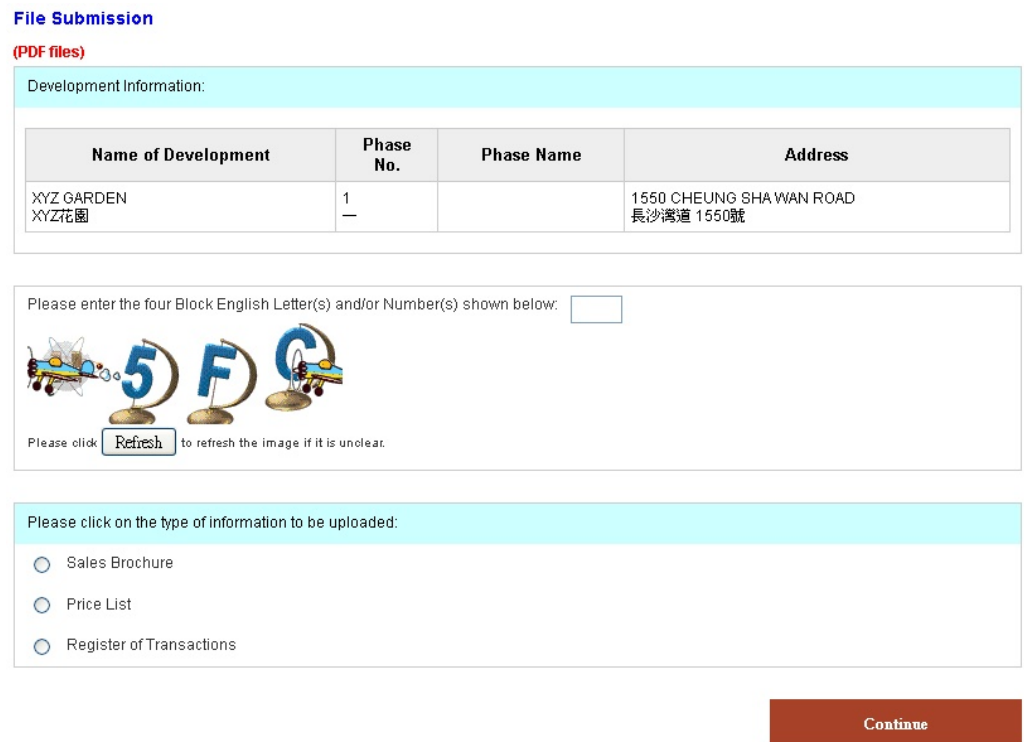 File Submission
(PDF files)
Development Information:
Name of Development
Phase
No.
Phase Name
Address
XYZ GARDEN
XYZ花園
1
一
1550 CHEUNG SHA WAN ROAD
長沙灣道 1550號
Please enter the four Block English Letter(s) and/or Number(s) shown below:
5 F
Please click Refresh to refresh the image if it is unclear.
Please click on the type of information to be uploaded:
Sales Brochure
Price List
Register of Transactions
Continue